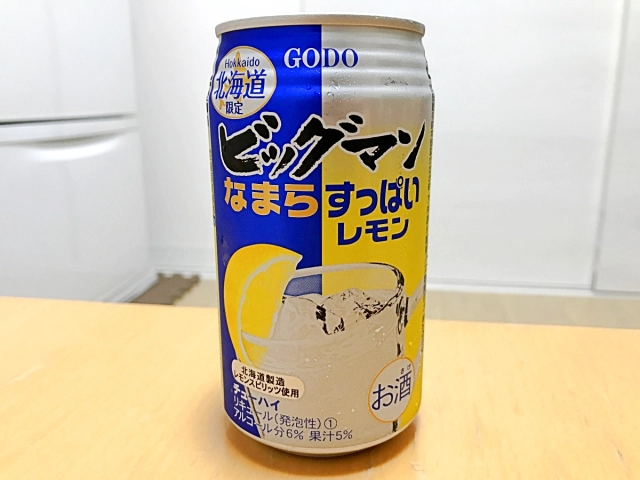 GODO
Hokkaido
北海道
限定
ビッグマン
なまらすっぱい
レモン
北海道製造
レモンスピリッツ使用
チューハイ
リキュール(発泡性)①
アルコール分6% 果汁5%
さけ
お酒